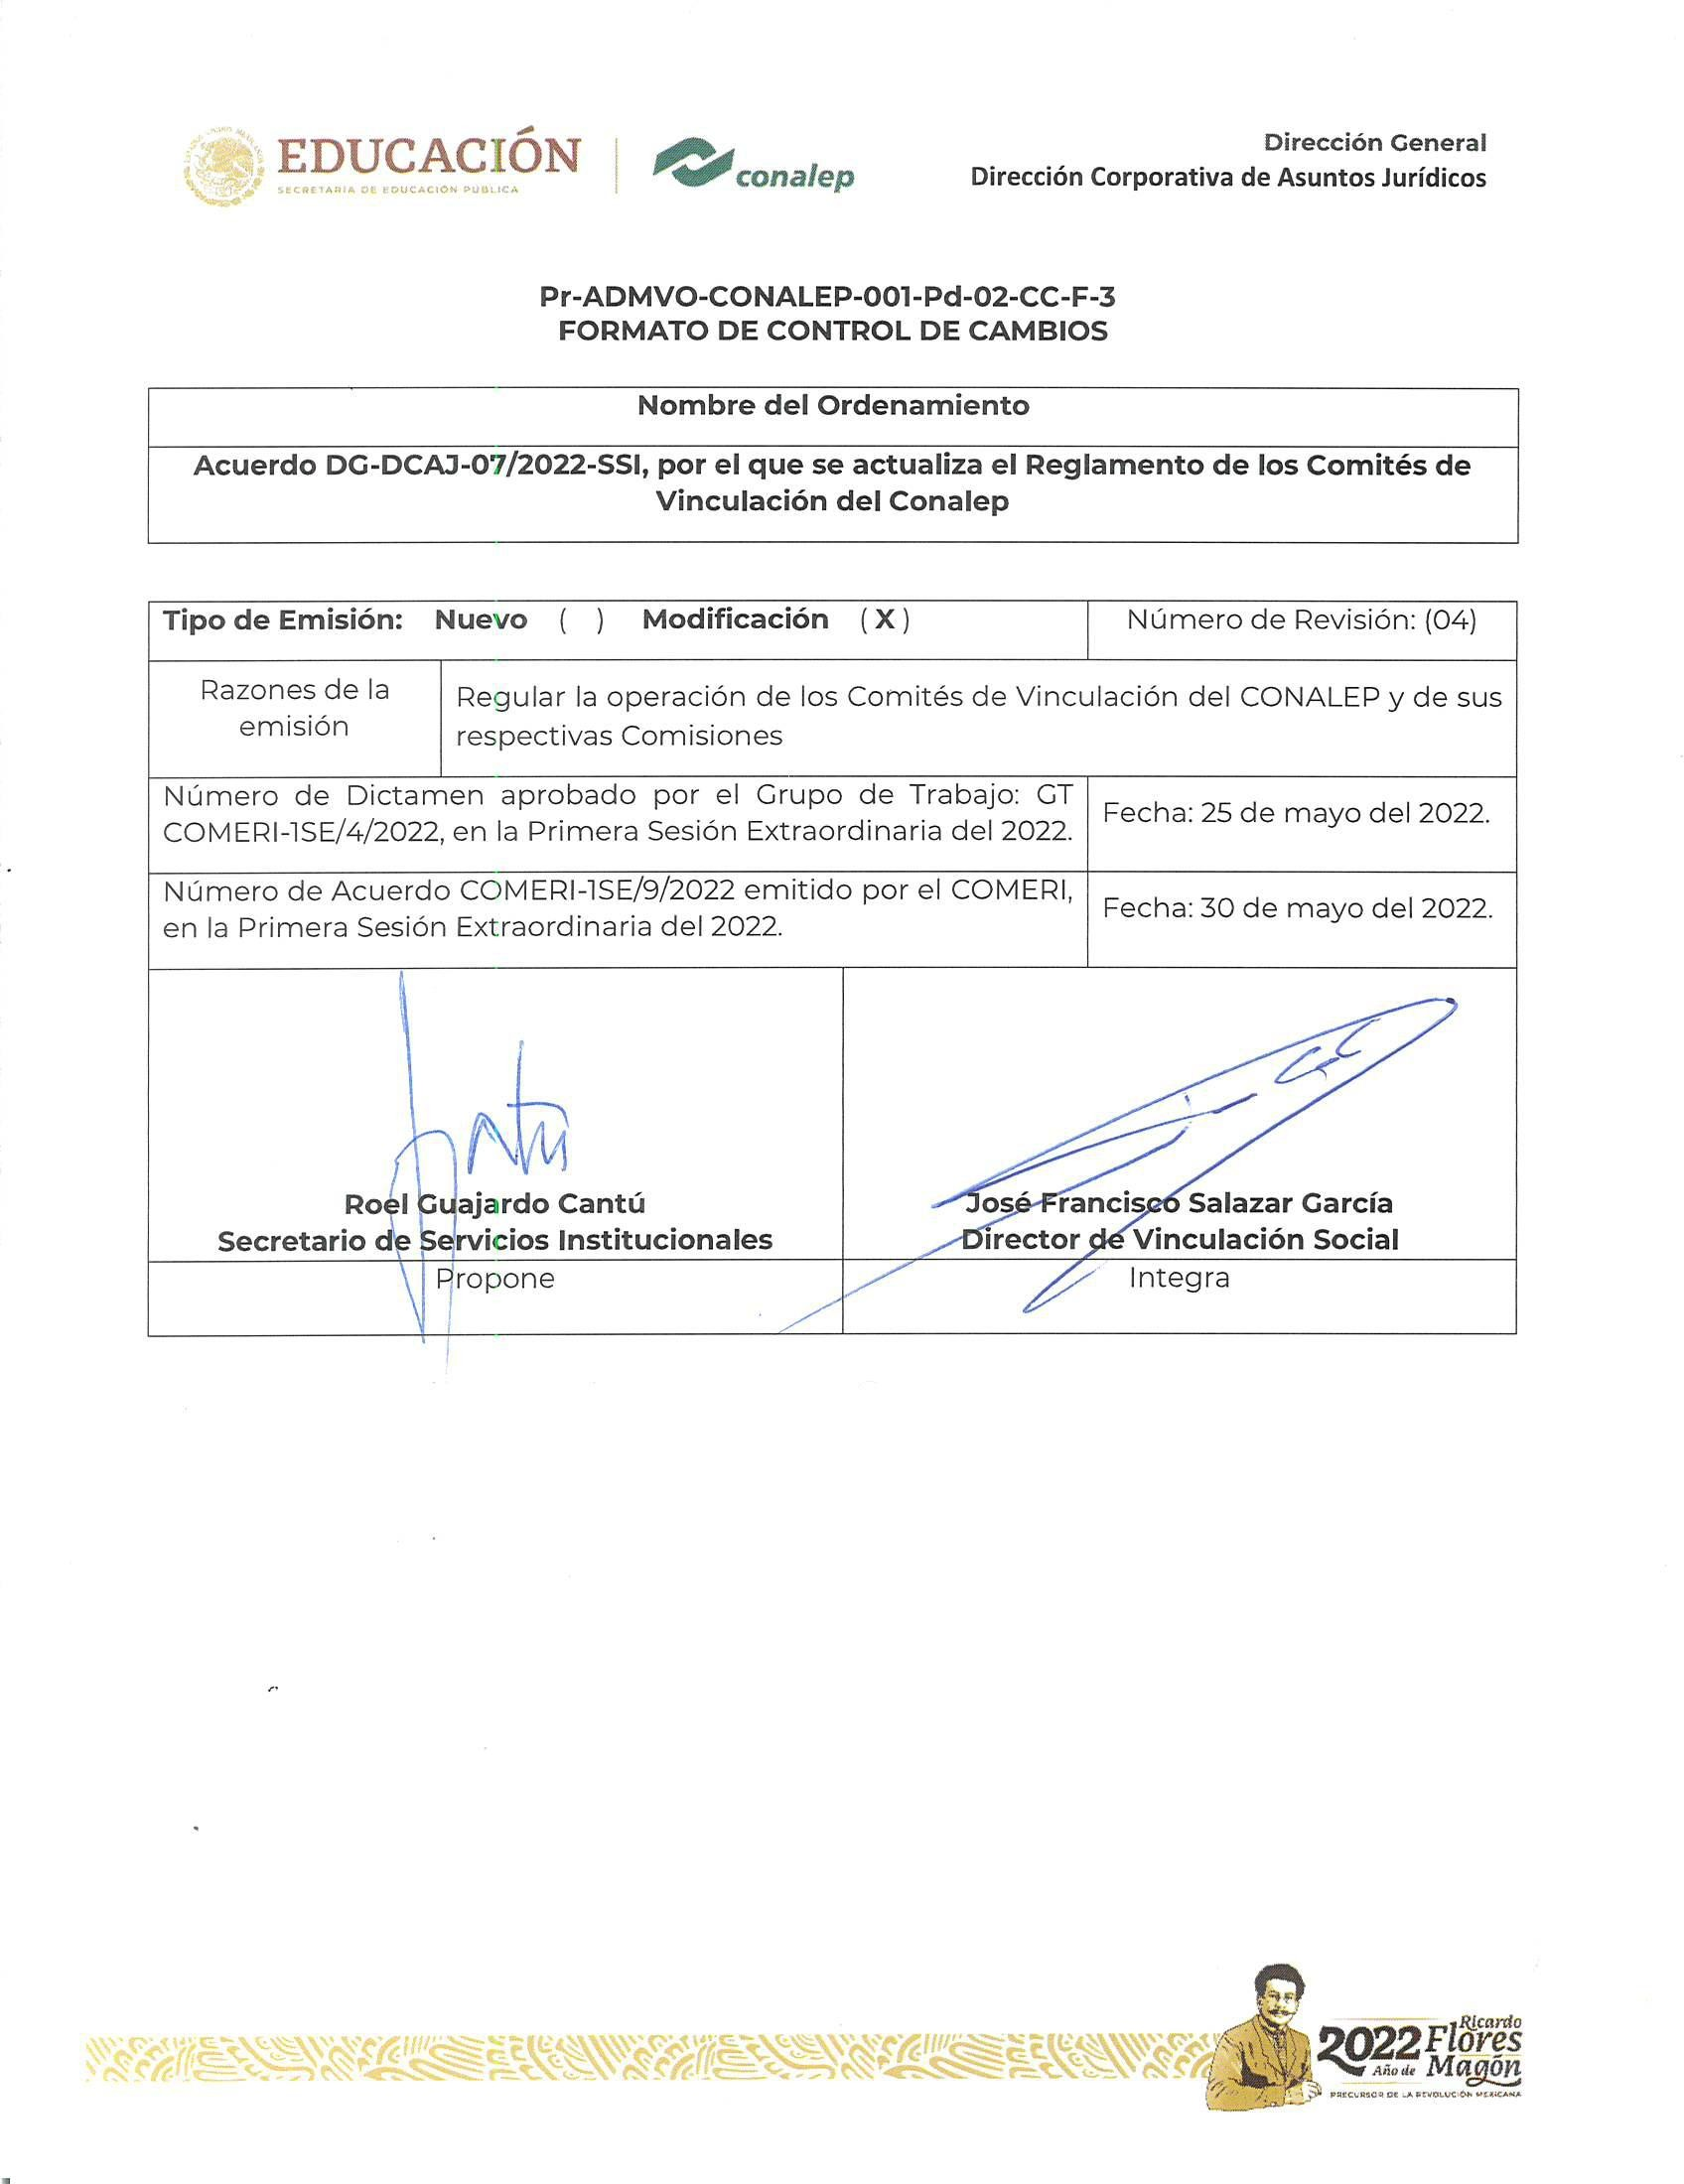 EDUCACIÓN
SECRETARÍA DE EDUCACIÓN PÚBLICA
conalep
Dirección General
Dirección Corporativa de Asuntos Jurídicos
Pr-ADMVO-CONALEP-001-Pd-02-CC-F-3
FORMATO DE CONTROL DE CAMBIOS
Nombre del Ordenamiento
Acuerdo DG-DCAJ-07/2022-SSI, por el que se actualiza el Reglamento de los Comités de
Vinculación del Conalep
Tipo de Emisión: Nuevo ( ) Modificación (X)
Número de Revisión: (04)
Razones de la
emisión
Regular la operación de los Comités de Vinculación del CONALEP y de sus
respectivas Comisiones
Número de Dictamen aprobado por el Grupo de Trabajo: GT
COMERI-1SE/4/2022, en la Primera Sesión Extraordinaria del 2022.
Fecha: 25 de mayo del 2022.
Número de Acuerdo COMERI-1SE/9/2022 emitido por el COMERI,
en la Primera Sesión Extraordinaria del 2022.
Fecha: 30 de mayo del 2022.
Roel Guajardo Cantú
Secretario de Servicios Institucionales
Propone
José Francisco Salazar García
Director de Vinculación Social
Integra
2022 Ricardo
Flores
Año de Magón
PRECURSOR DE LA REVOLUCIÓN MEXICANA